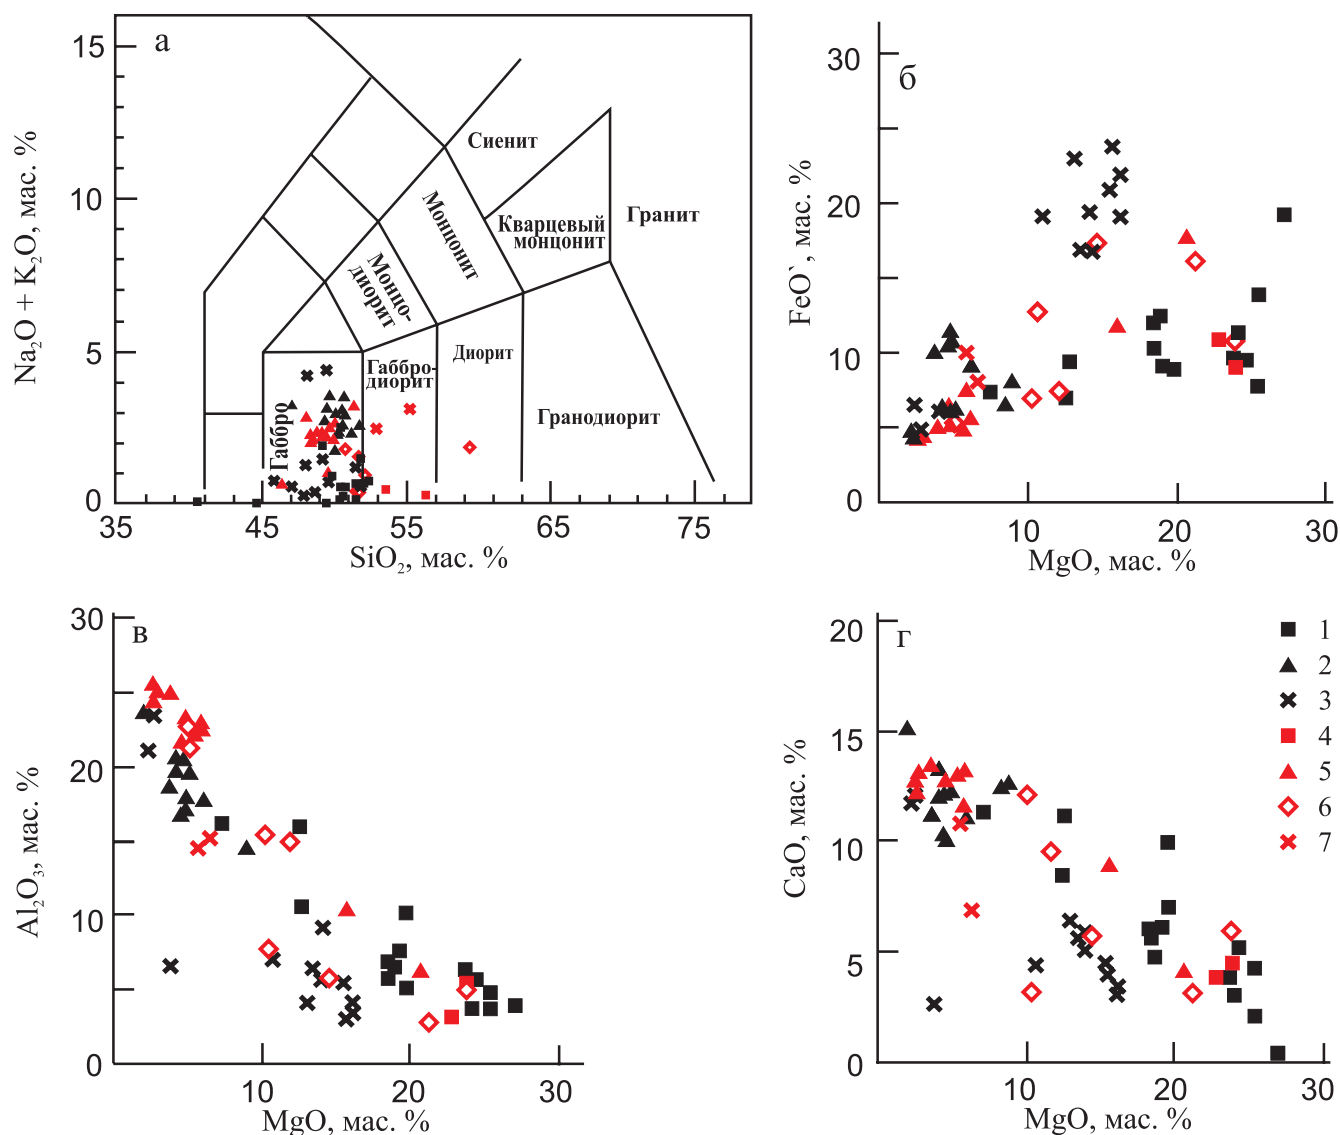 а
15
10
5
0
Na₂O + K₂O, мас. %
Сиенит
Монцонит
Кварцевый
монцонит
Гранит
Монцо-
диорит
Габбро-
диорит
Диорит
Габбро
Гранодиорит
35
45
55
65
75
SiO₂, мас. %
б
30
20
10
0
FeO`, мас. %
10
20
30
MgO, мас. %
в
30
20
10
0
Al₂O₃, мас. %
10
20
30
MgO, мас. %
г
20
15
10
5
0
CaO, мас. %
10
20
30
MgO, мас. %
1
2
3
4
5
6
7